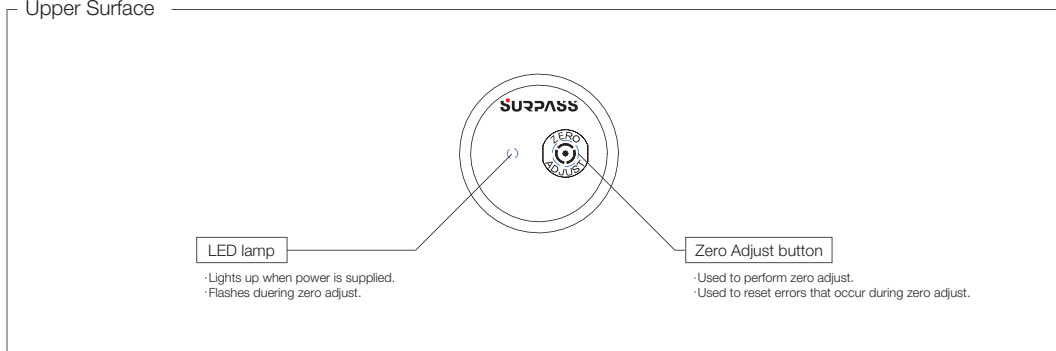 Upper Surface
SURPASS
ZERO
ADJUST
LED lamp
·Lights up when power is supplied.
·Flashes duering zero adjust.
Zero Adjust button
·Used to perform zero adjust.
·Used to reset errors that occur during zero adjust.